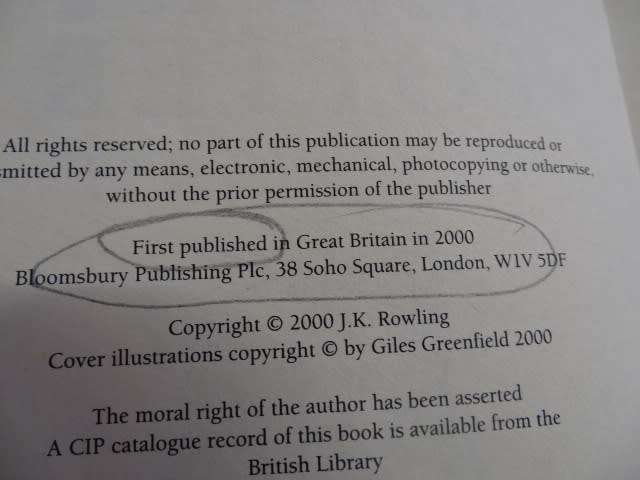 All rights reserved; no part of this publication may be reproduced or
mitted by any means, electronic, mechanical, photocopying or otherwise,
without the prior permission of the publisher
First published in Great Britain in 2000
Bloomsbury Publishing Plc, 38 Soho Square, London, W1V 5DF
Copyright © 2000 J.K. Rowling
Cover illustrations copyright © by Giles Greenfield 2000
The moral right of the author has been asserted
A CIP catalogue record of this book is available from the
British Library